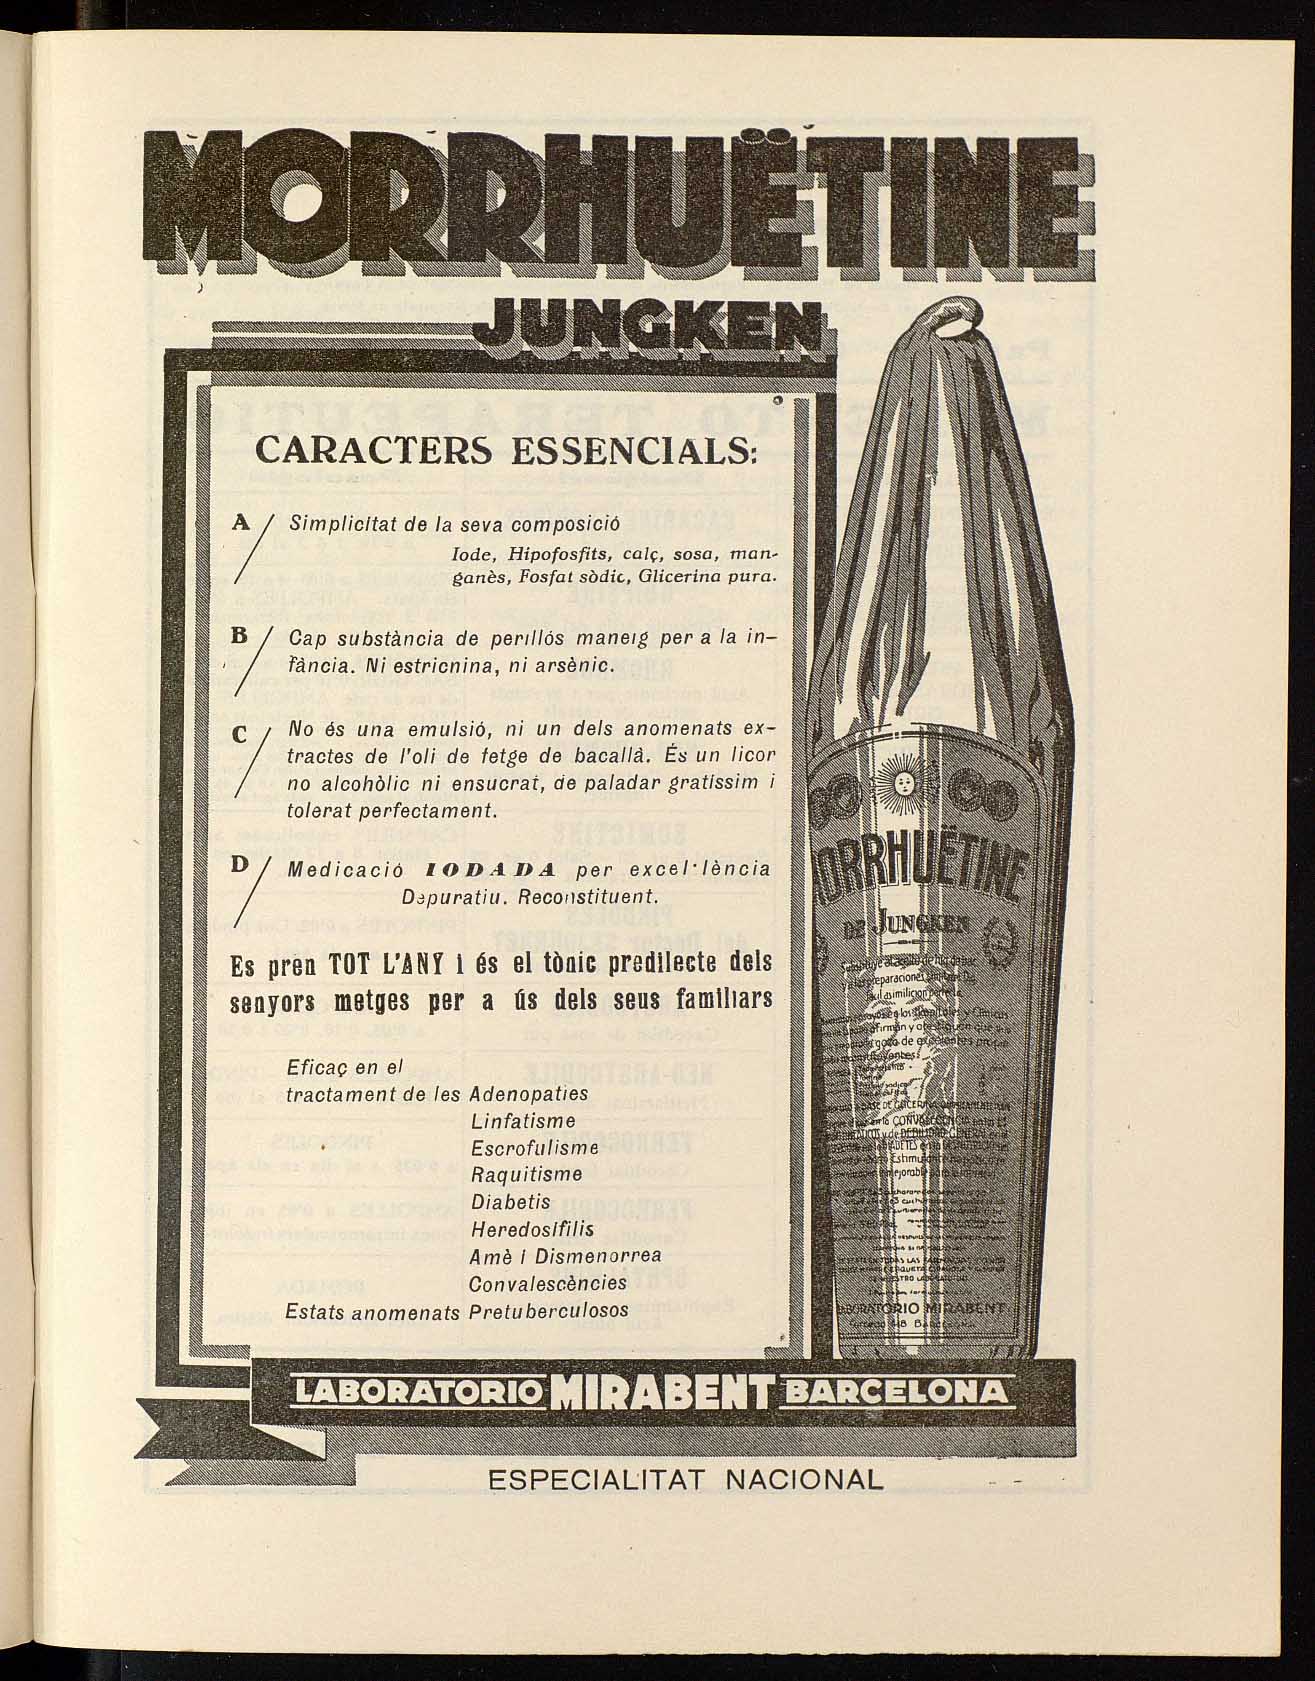 MORRHUËTINE
JUNGKEN
CARACTERS ESSENCIALS:
A / Simplicitat de la seva composició
Iode, Hipofosfits, calç, sosa, man-
ganès, Fosfat sòdic, Glicerina pura.
B / Cap substància de perillós maneig per a la in-
fància. Ni estricnina, ni arsènic.
C / No és una emulsió, ni un dels anomenats ex-
tractes de l'oli de fetge de bacallà. És un licor
no alcohòlic ni ensucrat, de paladar gratíssim i
tolerat perfectament.
D / Medicació IODADA per excel·lència
Depuratiu. Reconstituent.
Es pren TOT L'ANY i és el tònic predilecte dels
senyors metges per a ús dels seus familiars
Eficaç en el
tractament de les Adenopaties
Linfatisme
Escrofulisme
Raquitisme
Diabetis
Heredosífilis
Amè i Dismenorrea
Convalescències
Estats anomenats Pretuberculosos
MORRHUËTINE
DE JUNGKEN
LABORATORIO MIRABENT
LABORATORIO MIRABENT BARCELONA
ESPECIALITAT NACIONAL